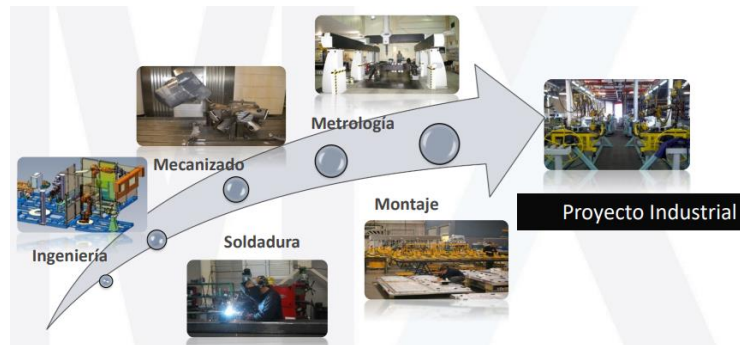 Metrología
Mecanizado
Montaje
Proyecto Industrial
Soldadura
Ingeniería